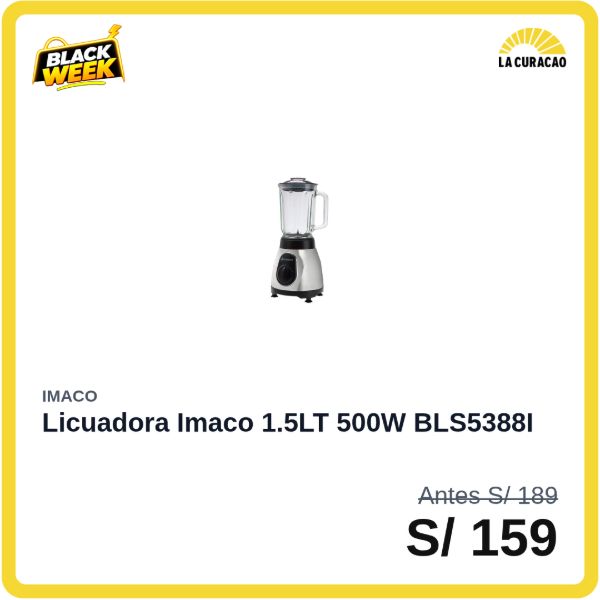 BLACK
WEEK
LA CURACAO
IMACO
Licuadora Imaco 1.5LT 500W BLS5388I
Antes S/ 189
S/ 159